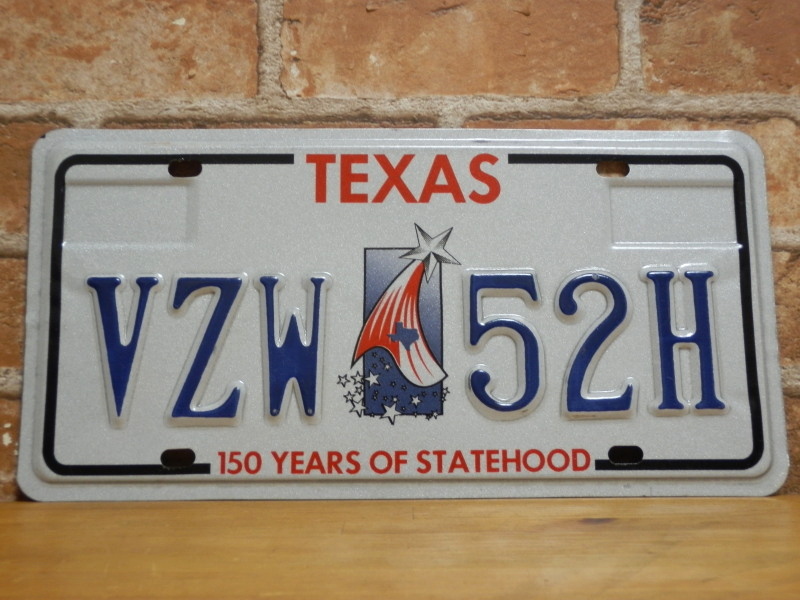 TEXAS
VZW 52H
150 YEARS OF STATEHOOD